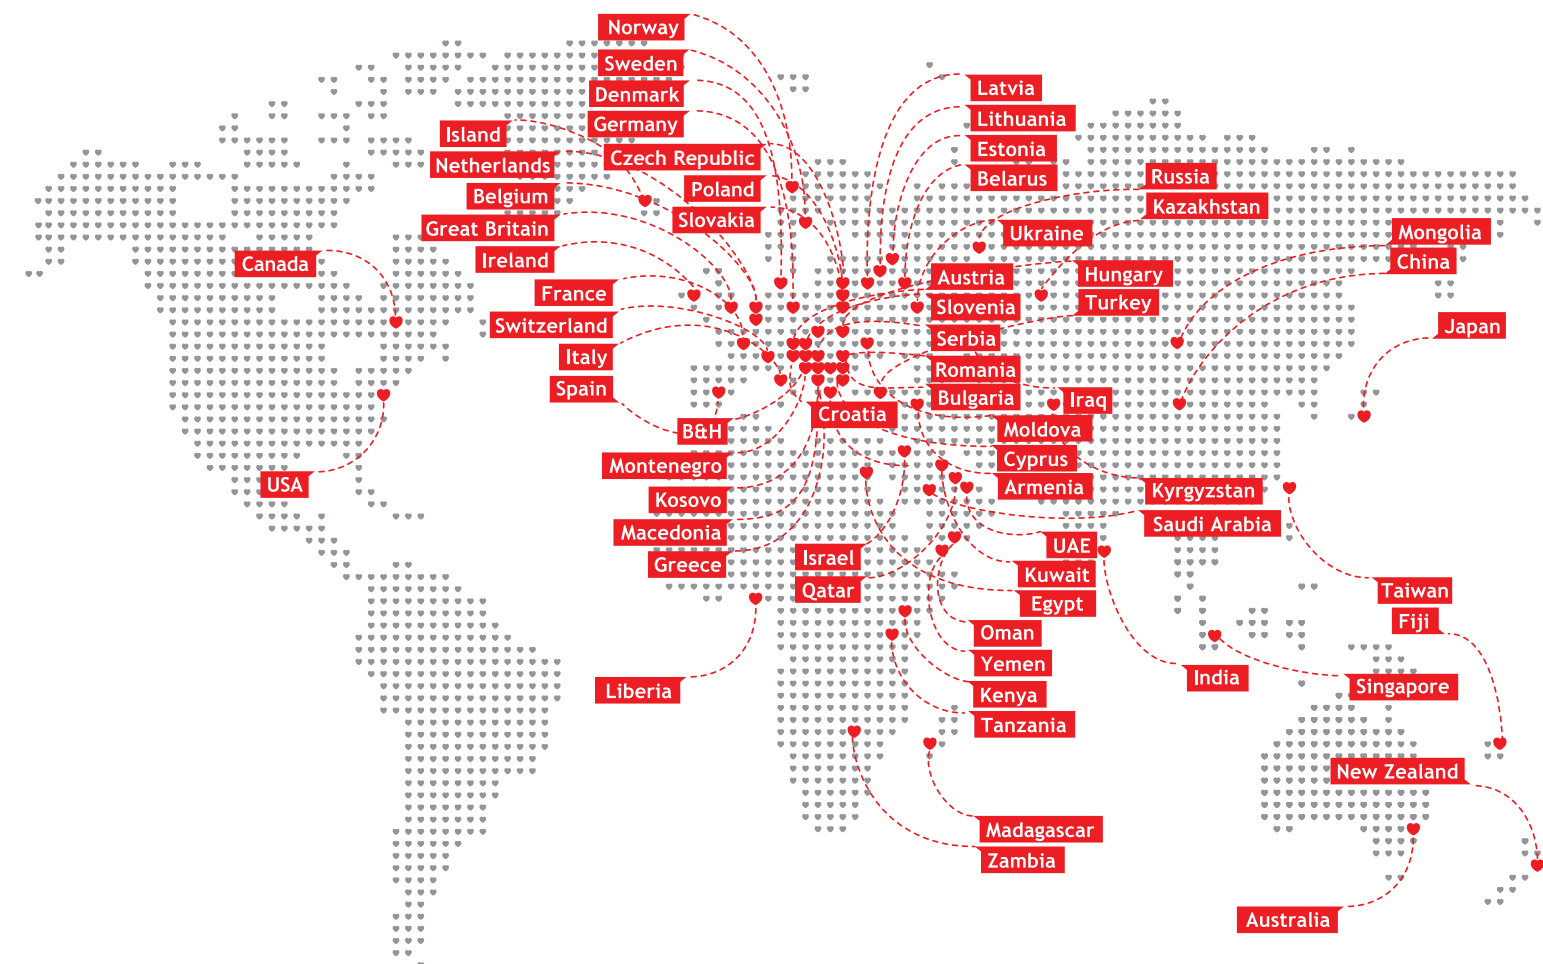 Norway
Sweden
Denmark
Germany
Island
Czech Republic
Netherlands
Poland
Belgium
Slovakia
Great Britain
Ireland
Canada
France
Switzerland
Italy
Spain
USA
B&H
Montenegro
Kosovo
Macedonia
Greece
Latvia
Lithuania
Estonia
Belarus
Russia
Kazakhstan
Ukraine
Mongolia
China
Austria
Hungary
Slovenia
Turkey
Serbia
Japan
Romania
Bulgaria
Iraq
Croatia
Moldova
Cyprus
Armenia
Kyrgyzstan
Saudi Arabia
Israel
UAE
Qatar
Kuwait
Egypt
Taiwan
Fiji
Oman
Yemen
India
Singapore
Liberia
Kenya
Tanzania
New Zealand
Madagascar
Zambia
Australia